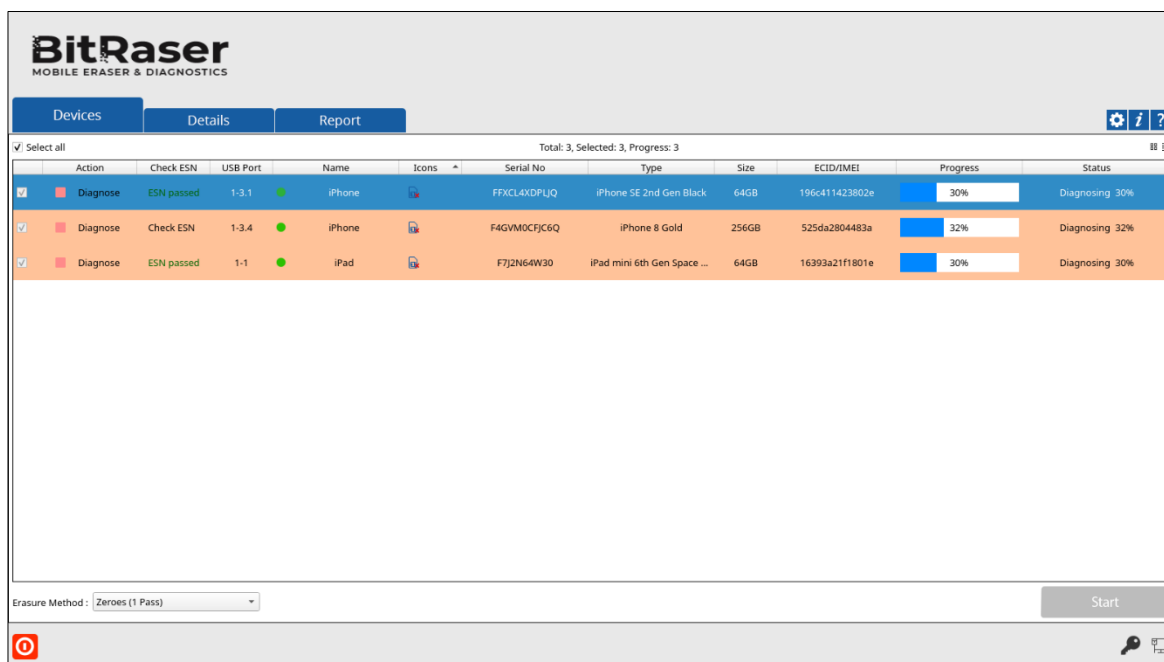 BitRaser
MOBILE ERASER & DIAGNOSTICS
Devices Details Report
Select all Total: 3, Selected: 3, Progress: 3
Action Check ESN USB Port Name Icons Serial No Type Size ECID/IMEI Progress Status
Diagnose ESN passed 1-3.1 iPhone FFXCL4XDPLJQ iPhone SE 2nd Gen Black 64GB 196c411423802e 30% Diagnosing 30%
Diagnose Check ESN 1-3.4 iPhone F4GVM0CFJC6Q iPhone 8 Gold 256GB 525da2804483a 32% Diagnosing 32%
Diagnose ESN passed 1-1 iPad F7J2N64W30 iPad mini 6th Gen Space ... 64GB 16393a21f1801e 30% Diagnosing 30%
Erasure Method : Zeroes (1 Pass) Start